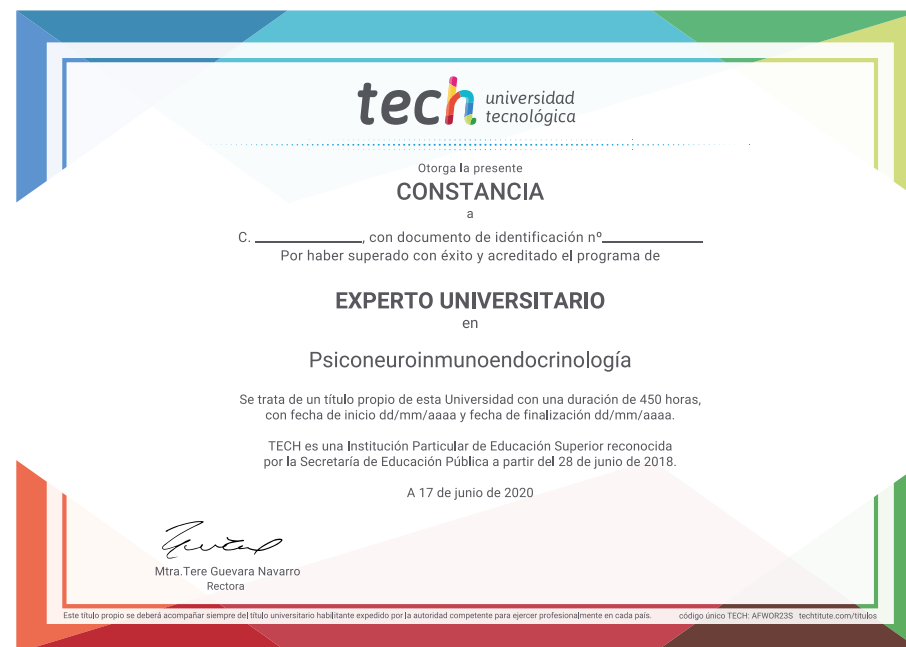 tech universidad
tecnológica
Otorga la presente
CONSTANCIA
a
C. ____________, con documento de identificación nº____________
Por haber superado con éxito y acreditado el programa de
EXPERTO UNIVERSITARIO
en
Psiconeuroinmunoendocrinología
Se trata de un título propio de esta Universidad con una duración de 450 horas,
con fecha de inicio dd/mm/aaaa y fecha de finalización dd/mm/aaaa.
TECH es una Institución Particular de Educación Superior reconocida
por la Secretaría de Educación Pública a partir del 28 de junio de 2018.
A 17 de junio de 2020
Mtra.Tere Guevara Navarro
Rectora
Este título propio se deberá acompañar siempre del título universitario habilitante expedido por la autoridad competente para ejercer profesionalmente en cada país. código único TECH: AFWOR23S techtitute.com/titulos